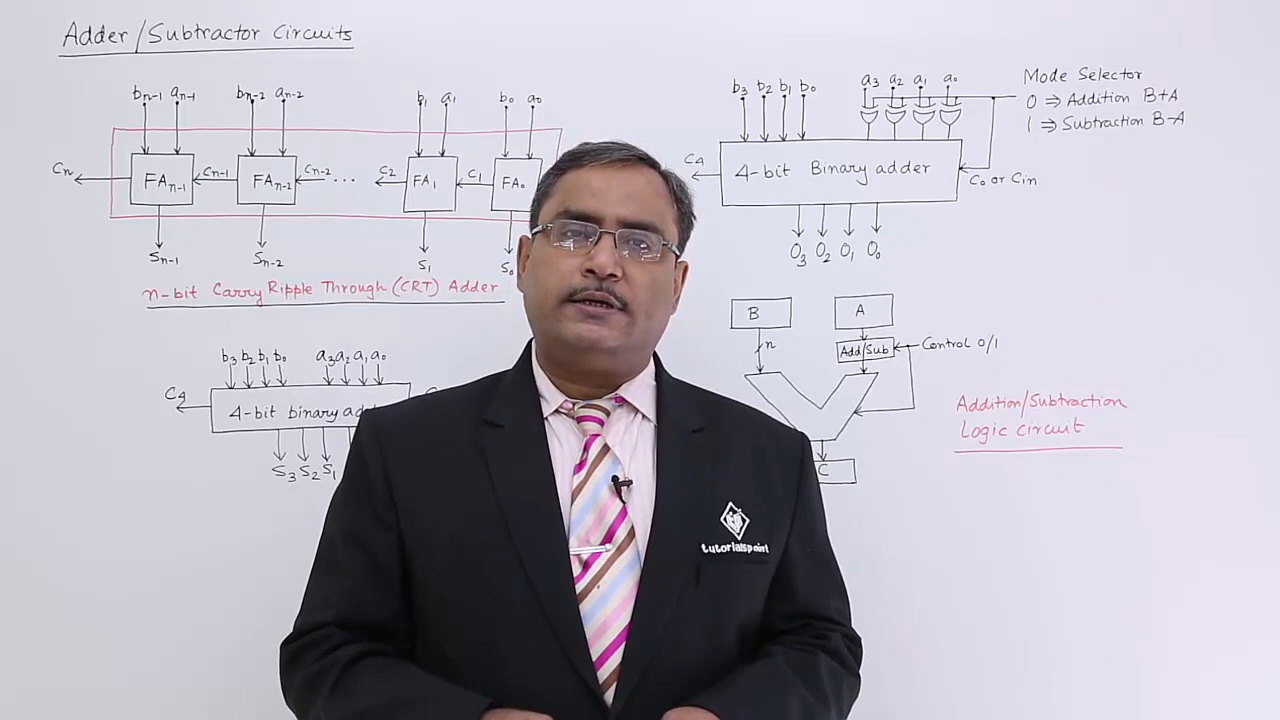 Adder/Subtractor Circuits
bn-1 an-1 bn-2 an-2 b1 a1 b0 a0
Cn FAn-1 Cn-1 FAn-2 Cn-2 ... C2 FA1 C1 FA0
Sn-1 Sn-2 S1 S0
n-bit Carry Ripple Through (CRT) Adder
b3 b2 b1 b0 a3 a2 a1 a0
C4 4-bit binary
S3 S2 S1
b3 b2 b1 b0 a3 a2 a1 a0
Mode Selector
0 ⇒ Addition B+A
1 ⇒ Subtraction B-A
C4 4-bit Binary adder C0 or Cin
O3 O2 O1 O0
B A
n Add/Sub Control 0/1
C
Addition/Subtraction
Logic circuit
tutorialspoint